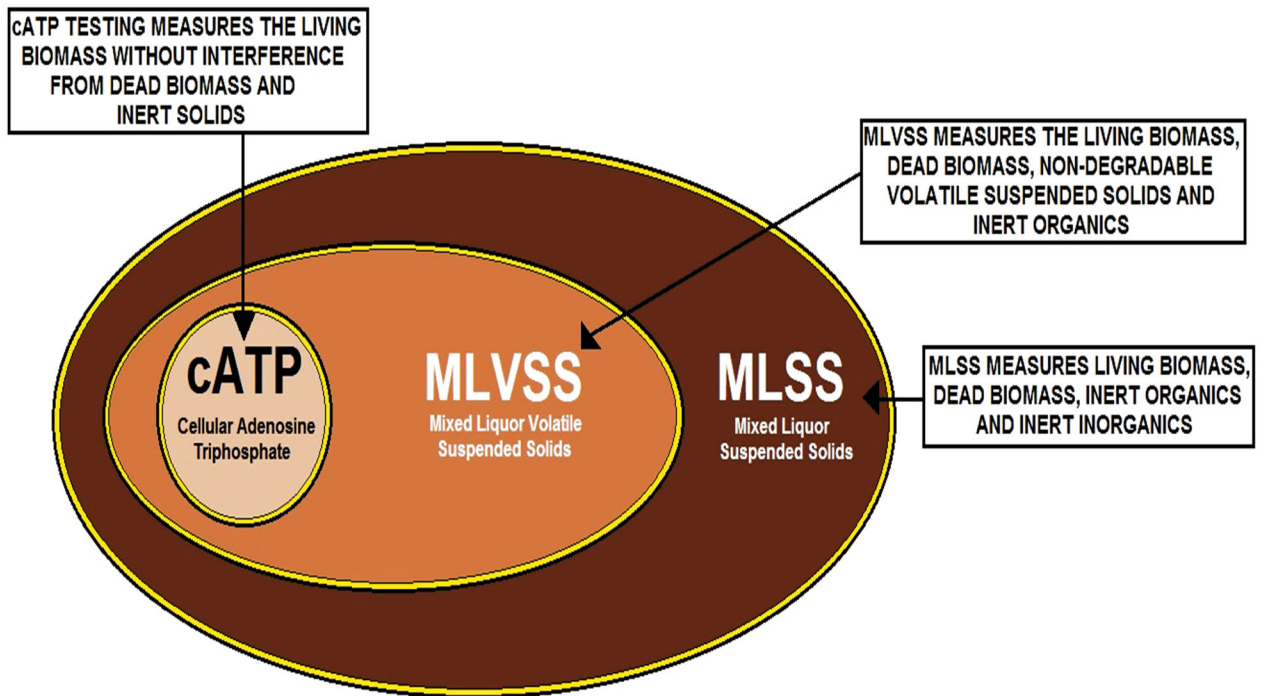 cATP TESTING MEASURES THE LIVING
BIOMASS WITHOUT INTERFERENCE
FROM DEAD BIOMASS AND
INERT SOLIDS
MLVSS MEASURES THE LIVING BIOMASS,
DEAD BIOMASS, NON-DEGRADABLE
VOLATILE SUSPENDED SOLIDS AND
INERT ORGANICS
cATP
Cellular Adenosine
Triphosphate
MLVSS
Mixed Liquor Volatile
Suspended Solids
MLSS
Mixed Liquor
Suspended Solids
MLSS MEASURES LIVING BIOMASS,
DEAD BIOMASS, INERT ORGANICS
AND INERT INORGANICS